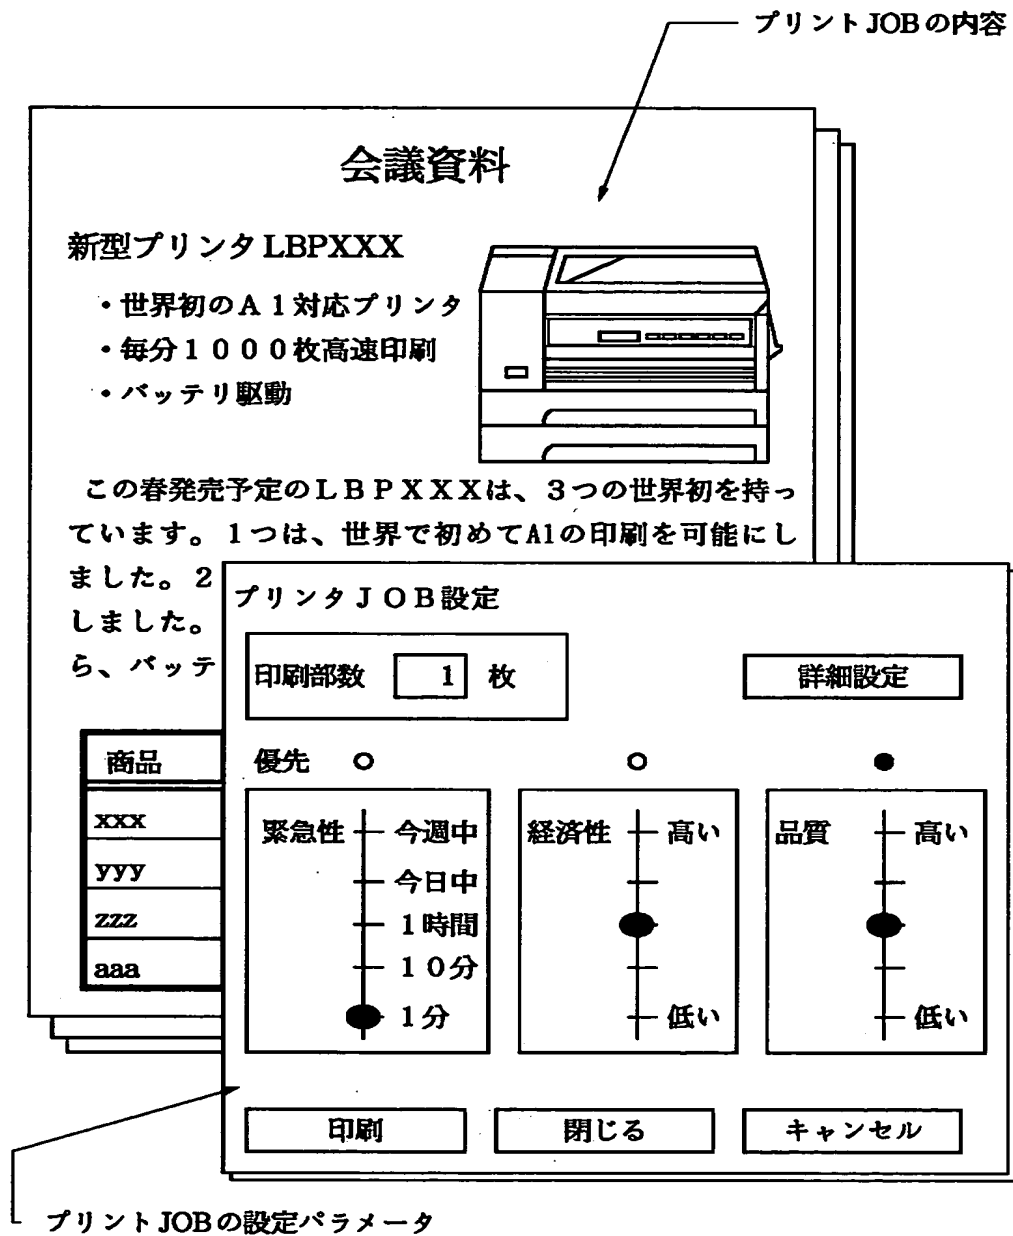 プリントJOBの内容
会議資料
新型プリンタLBPXXX
・世界初のA１対応プリンタ
・毎分１０００枚高速印刷
・バッテリ駆動
この春発売予定のＬＢＰＸＸＸは、３つの世界初を持っ
ています。１つは、世界で初めてA1の印刷を可能にし
ました。２
しました。
ら、バッテ
商品
xxx
yyy
zzz
aaa
プリンタＪＯＢ設定
印刷部数 1 枚
詳細設定
優先
緊急性 今週中
今日中
１時間
１０分
１分
経済性 高い
低い
品質 高い
低い
印刷 閉じる キャンセル
プリントJOBの設定パラメータ